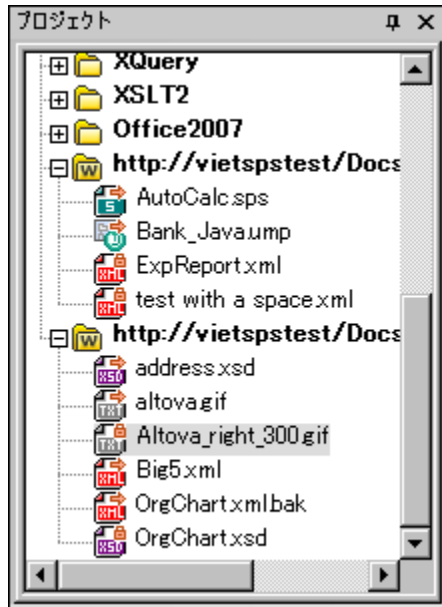 プロジェクト
XQuery
XSLT2
Office2007
http://vietspstest/Docs
AutoCalc.sps
Bank_Java.ump
ExpReport.xml
test with a space.xml
http://vietspstest/Docs
address.xsd
altova.gif
Altova_right_300.gif
Big5.xml
OrgChart.xml.bak
OrgChart.xsd